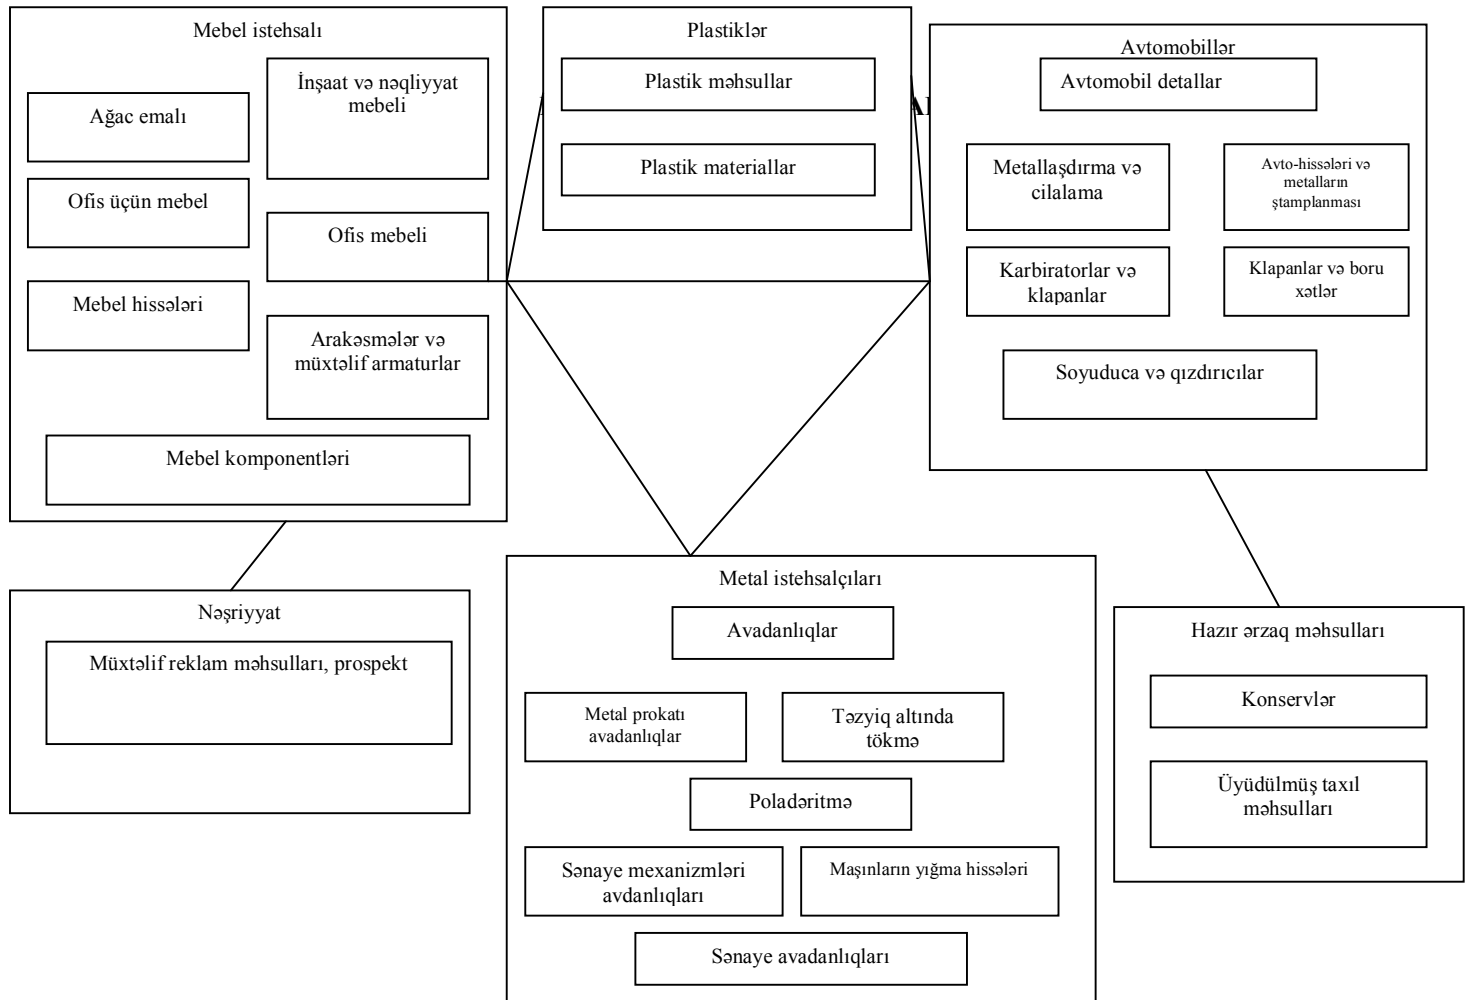 Mebel istehsalı
İnşaat və nəqliyyat
mebeli
Ağac emalı
Ofis üçün mebel
Ofis mebeli
Mebel hissələri
Arakəsmələr və
müxtəlif armaturlar
Mebel komponentləri
Plastiklər
Plastik məhsullar
Plastik materiallar
Avtomobillər
Avtomobil detallar
Metallaşdırma və
cilalama
Avto-hissələri və
metalların
ştamplanması
Karbiratorlar və
klapanlar
Klapanlar və boru
xətlər
Soyuduca və qızdırıcılar
Nəşriyyat
Müxtəlif reklam məhsulları, prospekt
Metal istehsalçıları
Avadanlıqlar
Metal prokatı
avadanlıqlar
Təzyiq altında
tökmə
Poladəritmə
Sənaye mexanizmləri
avdanlıqları
Maşınların yığma hissələri
Sənaye avadanlıqları
Hazır ərzaq məhsulları
Konservlər
Üyüdülmüş taxıl
məhsulları